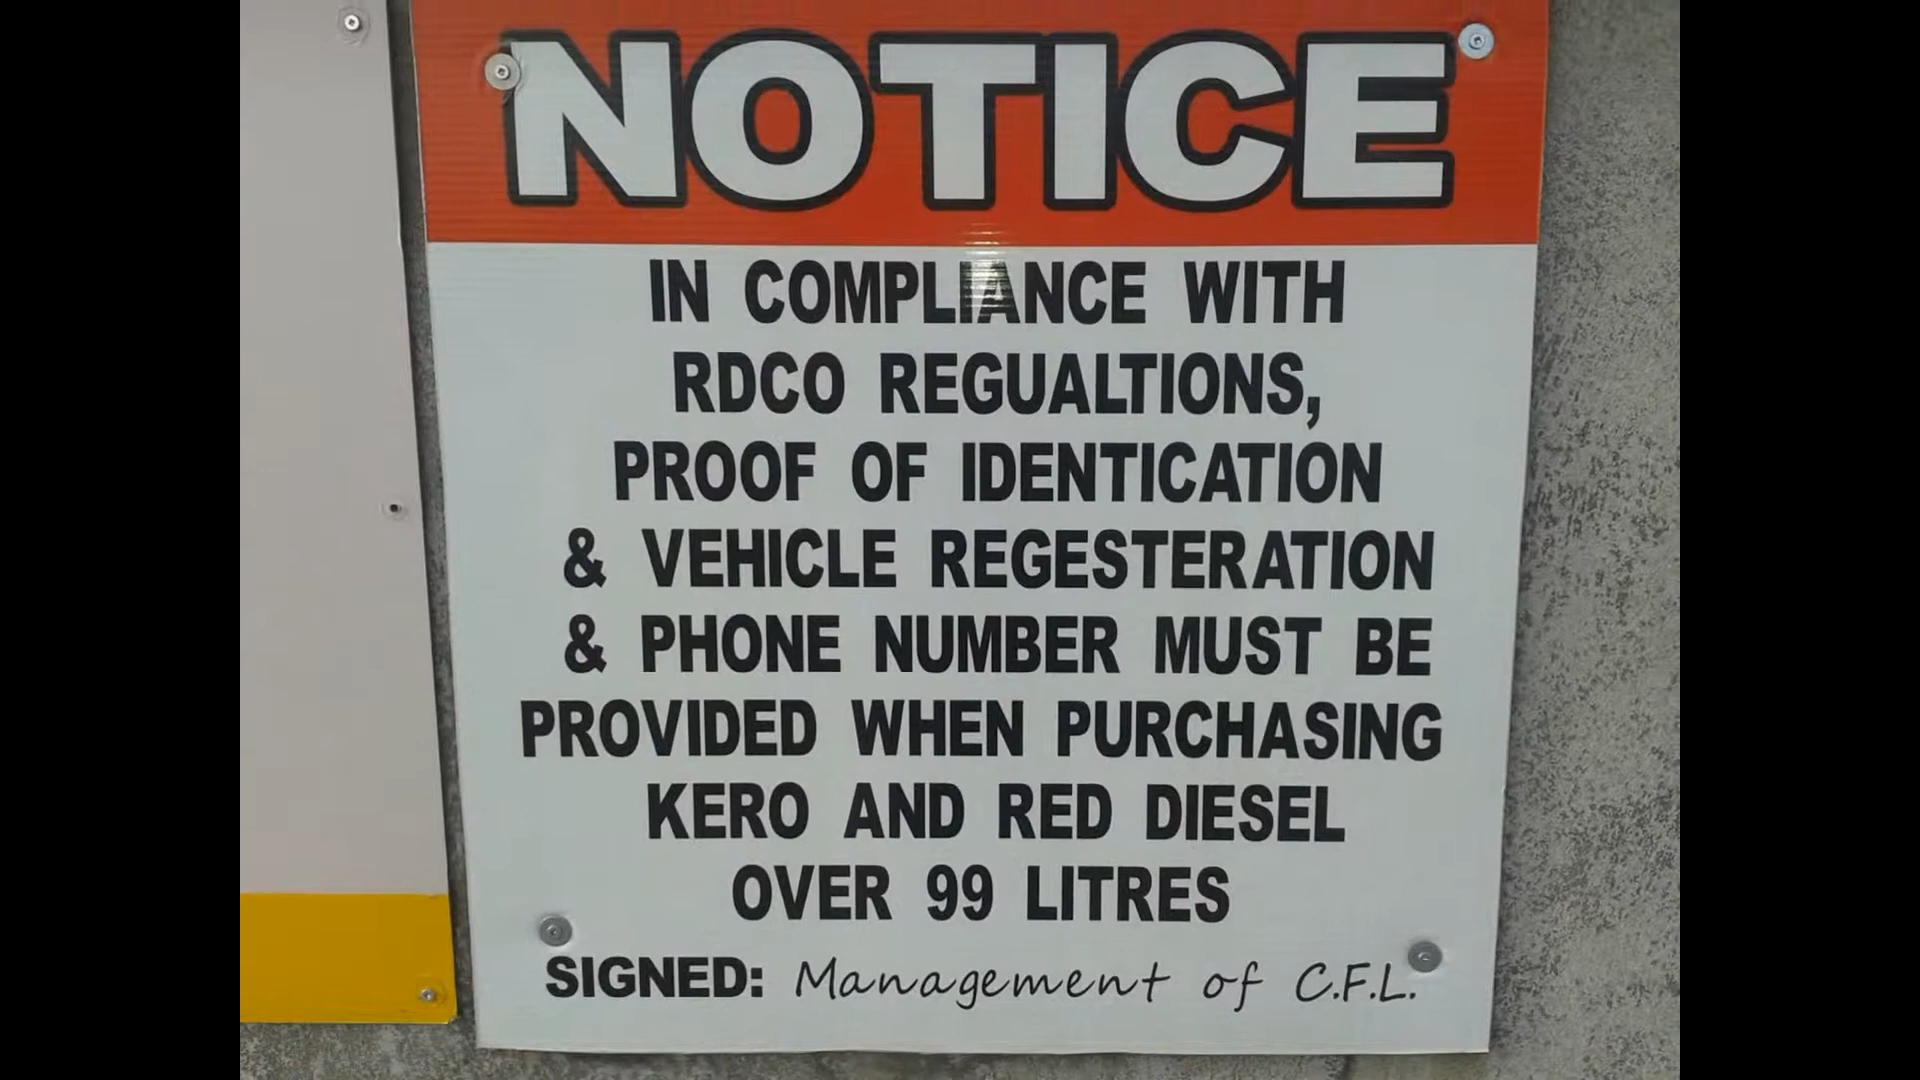 NOTICE
IN COMPLIANCE WITH
RDCO REGUALTIONS,
PROOF OF IDENTICATION
& VEHICLE REGESTERATION
& PHONE NUMBER MUST BE
PROVIDED WHEN PURCHASING
KERO AND RED DIESEL
OVER 99 LITRES
SIGNED: Management of C.F.L.